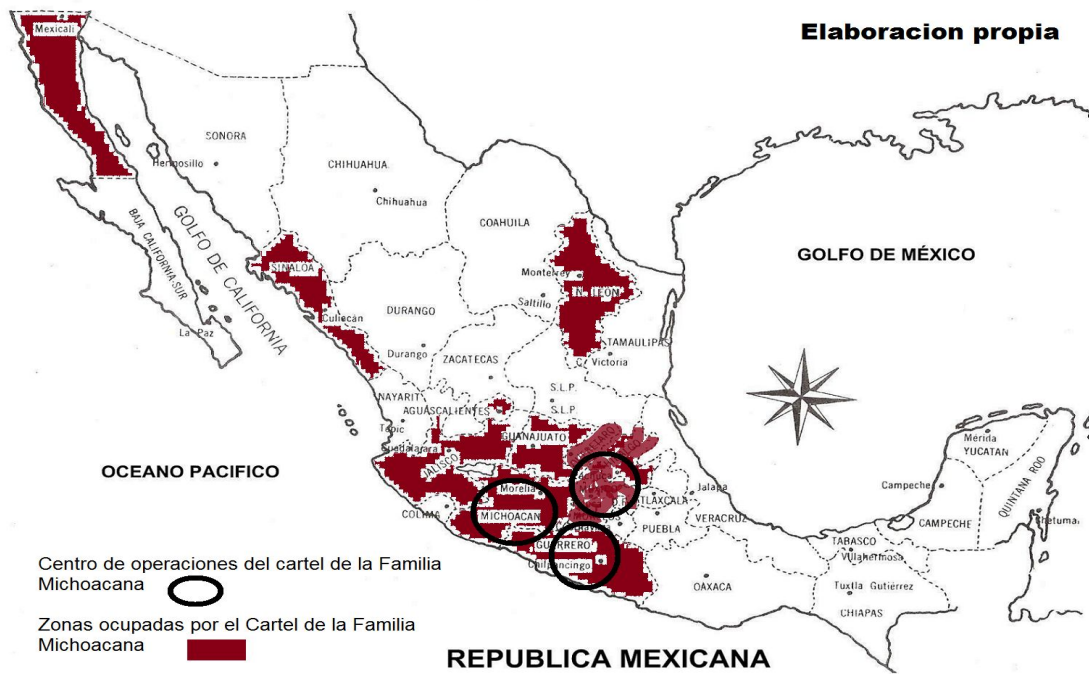 Elaboracion propia
Mexicali
SONORA
Hermosillo
CHIHUAHUA
Chihuahua
COAHUILA
BAJA CALIFORNIA-SUR
GOLFO DE CALIFORNIA
GOLFO DE MÉXICO
SINALOA
Monterrey
N. LEON
Saltillo
Culiacán
DURANGO
La Paz
TAMAULIPAS
Durango
ZACATECAS
C. Victoria
NAYARIT
S.L.P.
AGUASCALIENTES
S.L.P.
Tepic
GUANAJUATO
Guadalajara
JALISCO
Mérida
YUCATAN
OCEANO PACIFICO
QUINTANA ROO
Morelia
Campeche
Jalapa
TLAXCALA
COLIMA
MICHOACAN
PUEBLA
VERACRUZ
CAMPECHE
Chetumal
TABASCO
GUERRERO
Villahermosa
Chilpancingo
OAXACA
Tuxtla Gutiérrez
CHIAPAS
Centro de operaciones del cartel de la Familia
Michoacana
Zonas ocupadas por el Cartel de la Familia
Michoacana
REPUBLICA MEXICANA